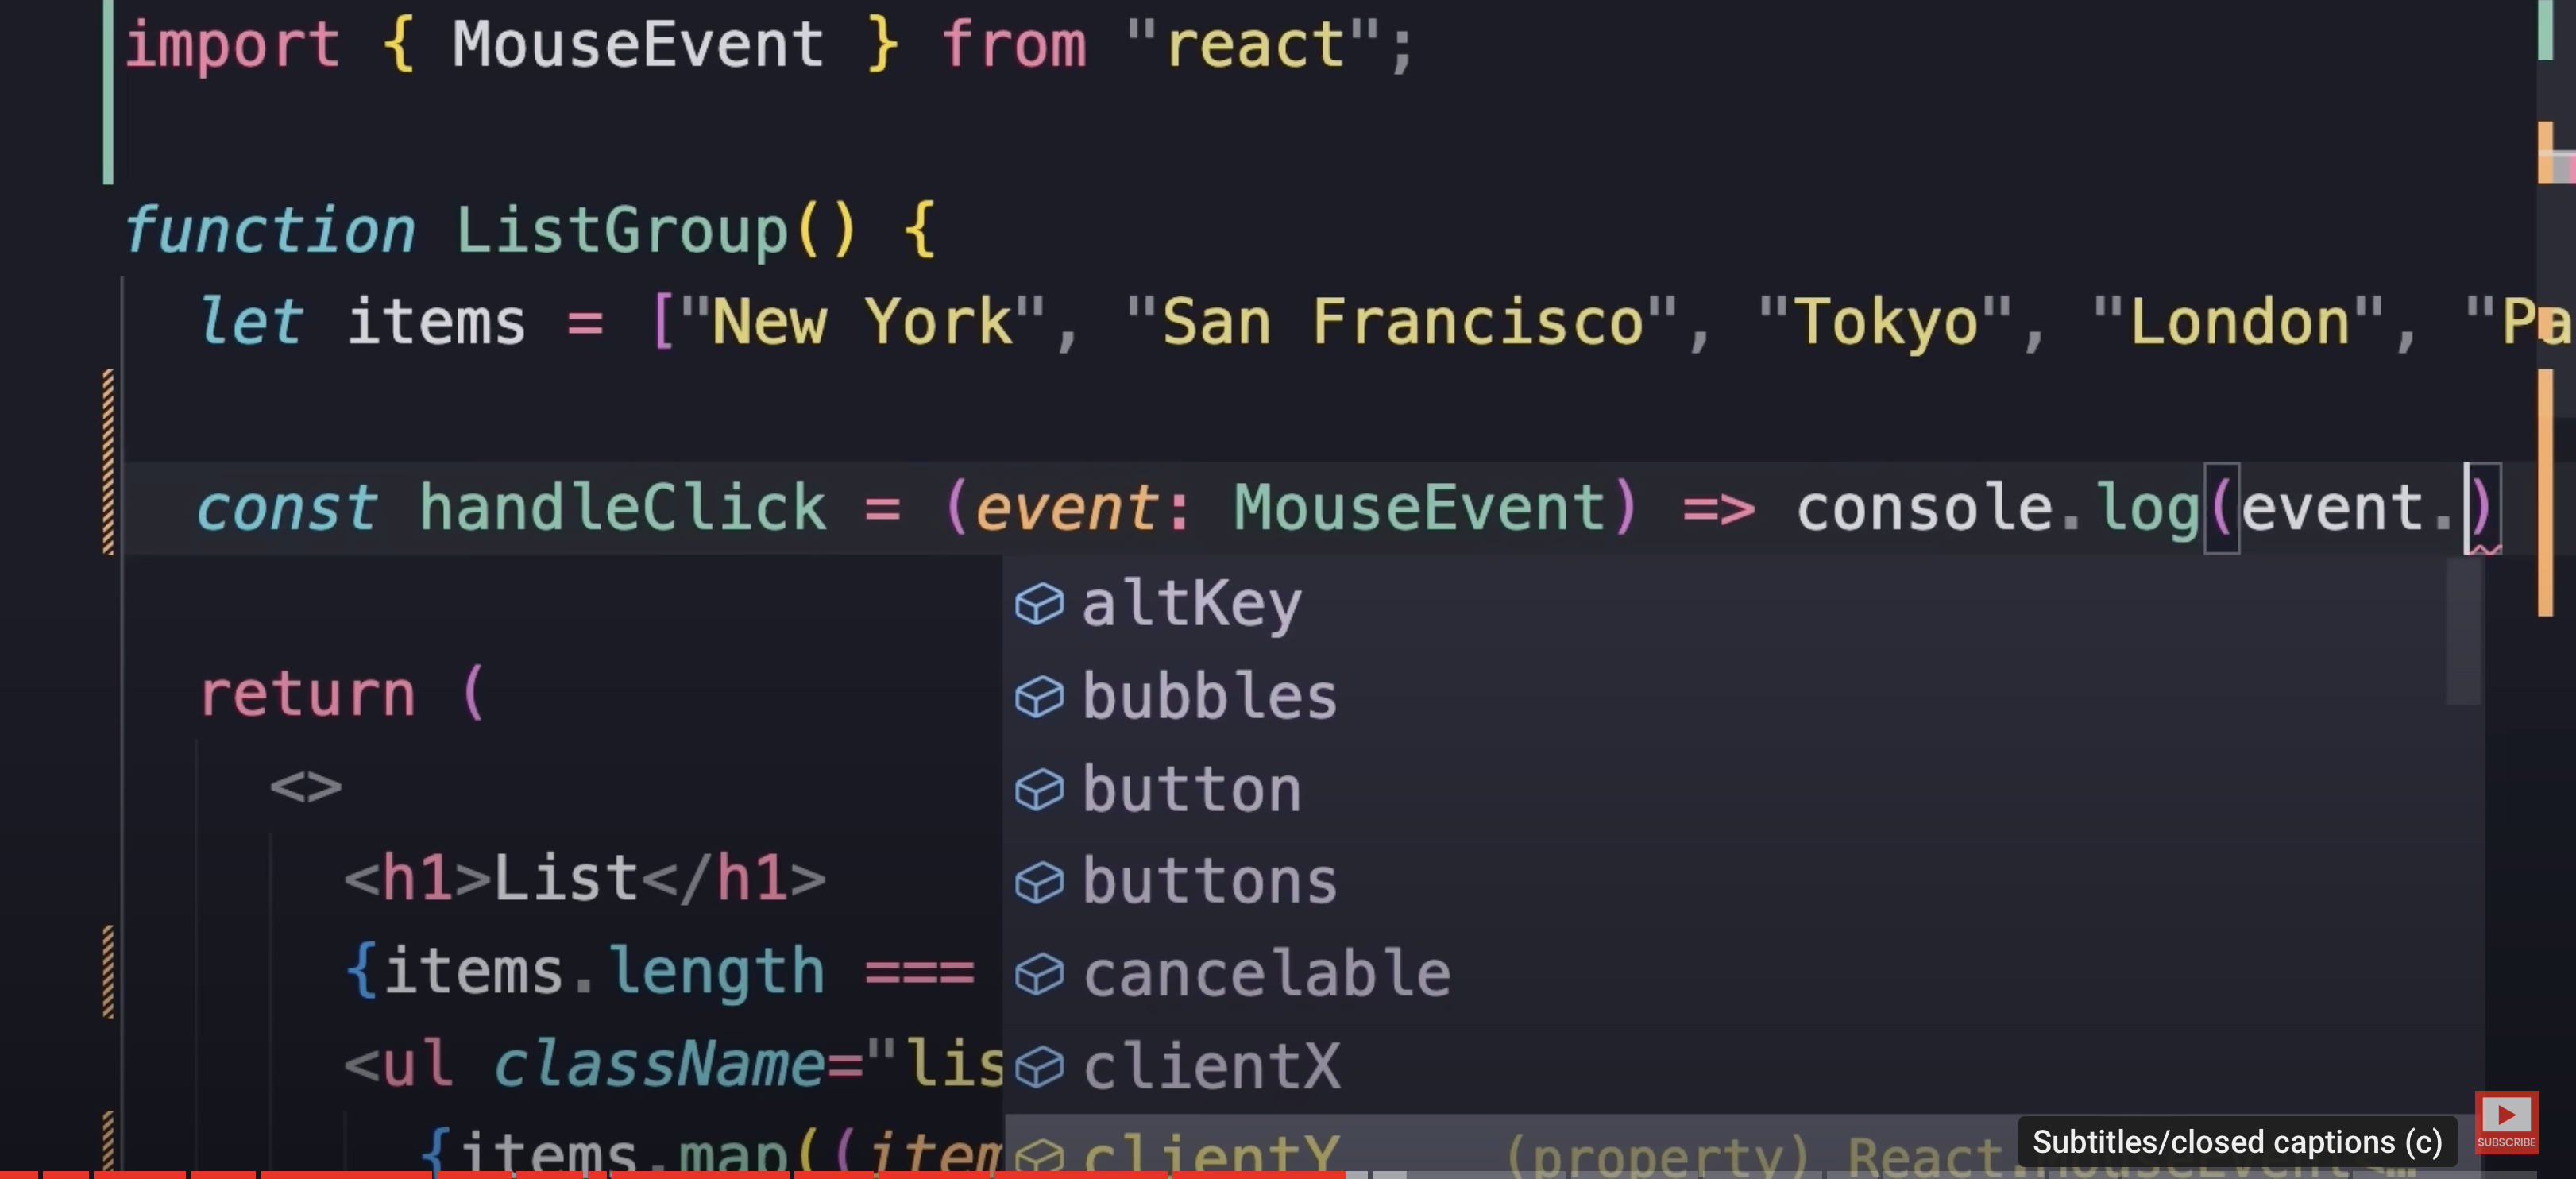 import { MouseEvent } from "react";
function ListGroup() {
let items = ["New York", "San Francisco", "Tokyo", "London", "Pa
const handleClick = (event: MouseEvent) => console.log(event.)
altKey
return (
bubbles
<>
button
<h1>List</h1>
buttons
{items.length ===
cancelable
<ul className="lis
clientX
{items.map((item
clientY (property) React.MouseEvent<…
Subtitles/closed captions (c)
SUBSCRIBE